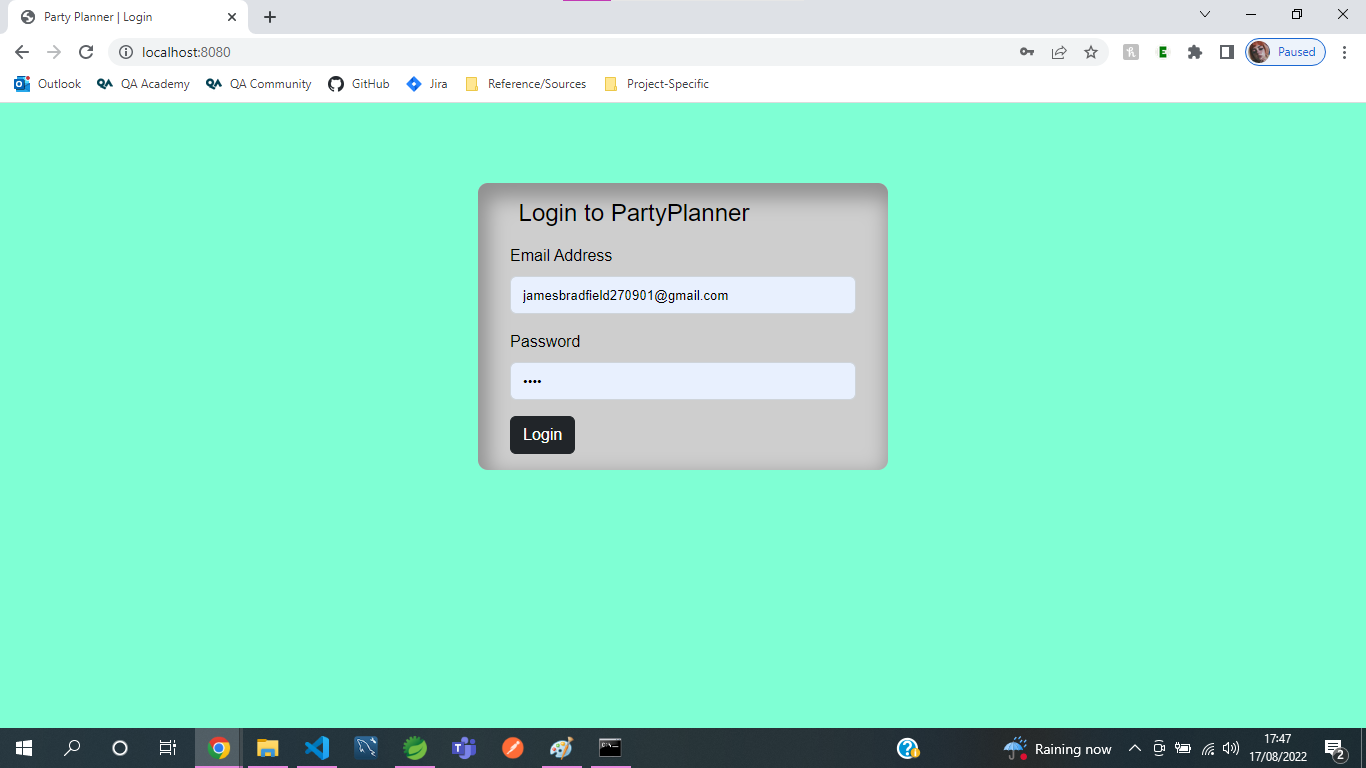 Party Planner | Login
localhost:8080
Paused
Outlook
QA Academy
QA Community
GitHub
Jira
Reference/Sources
Project-Specific
Login to PartyPlanner
Email Address
jamesbradfield270901@gmail.com
Password
••••
Login
Raining now
17:47
17/08/2022
2